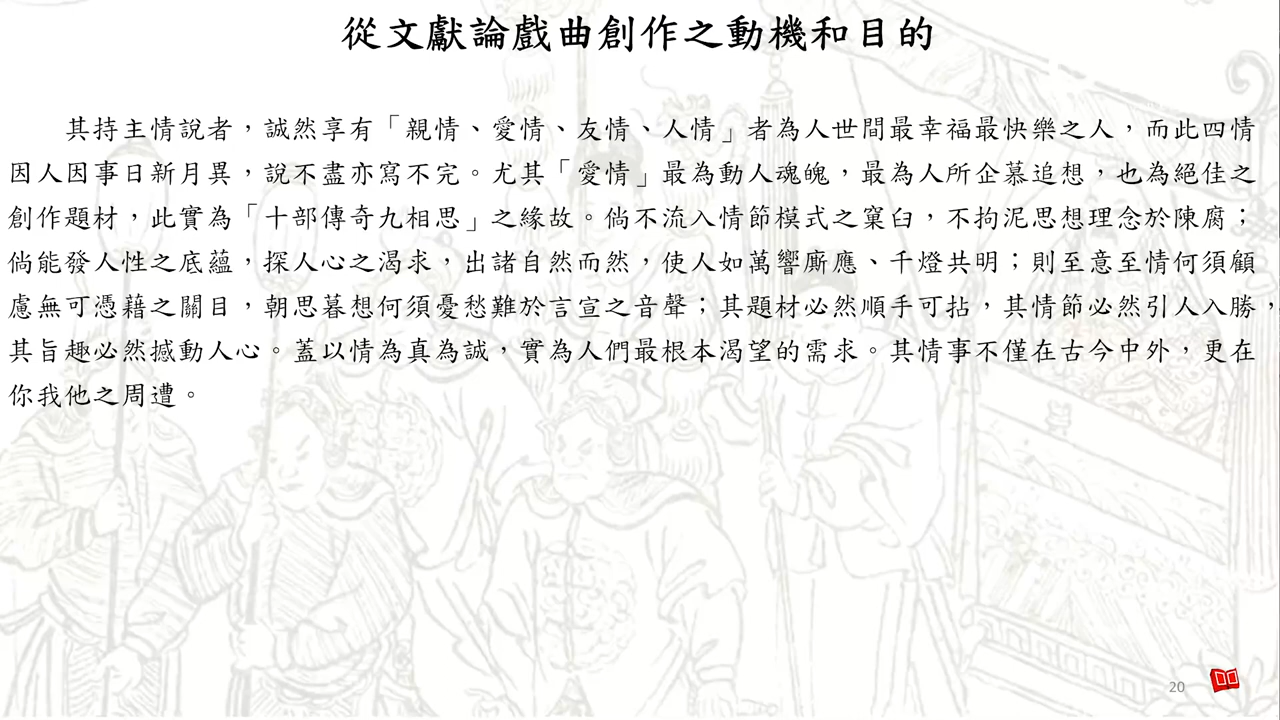 從文獻論戲曲創作之動機和目的
其持主情說者，誠然享有「親情、愛情、友情、人情」者為人世間最幸福最快樂之人，而此四情
因人因事日新月異，說不盡亦寫不完。尤其「愛情」最為動人魂魄，最為人所企慕追想，也為絕佳之
創作題材，此實為「十部傳奇九相思」之緣故。倘不流入情節模式之窠臼，不拘泥思想理念於陳腐；
倘能發人性之底蘊，探人心之渴求，出諸自然而然，使人如萬響廝應、千燈共明；則至意至情何須顧
慮無可憑藉之關目，朝思暮想何須憂愁難於言宣之音聲；其題材必然順手可拈，其情節必然引人入勝，
其旨趣必然撼動人心。蓋以情為真為誠，實為人們最根本渴望的需求。其情事不僅在古今中外，更在
你我他之周遭。
20